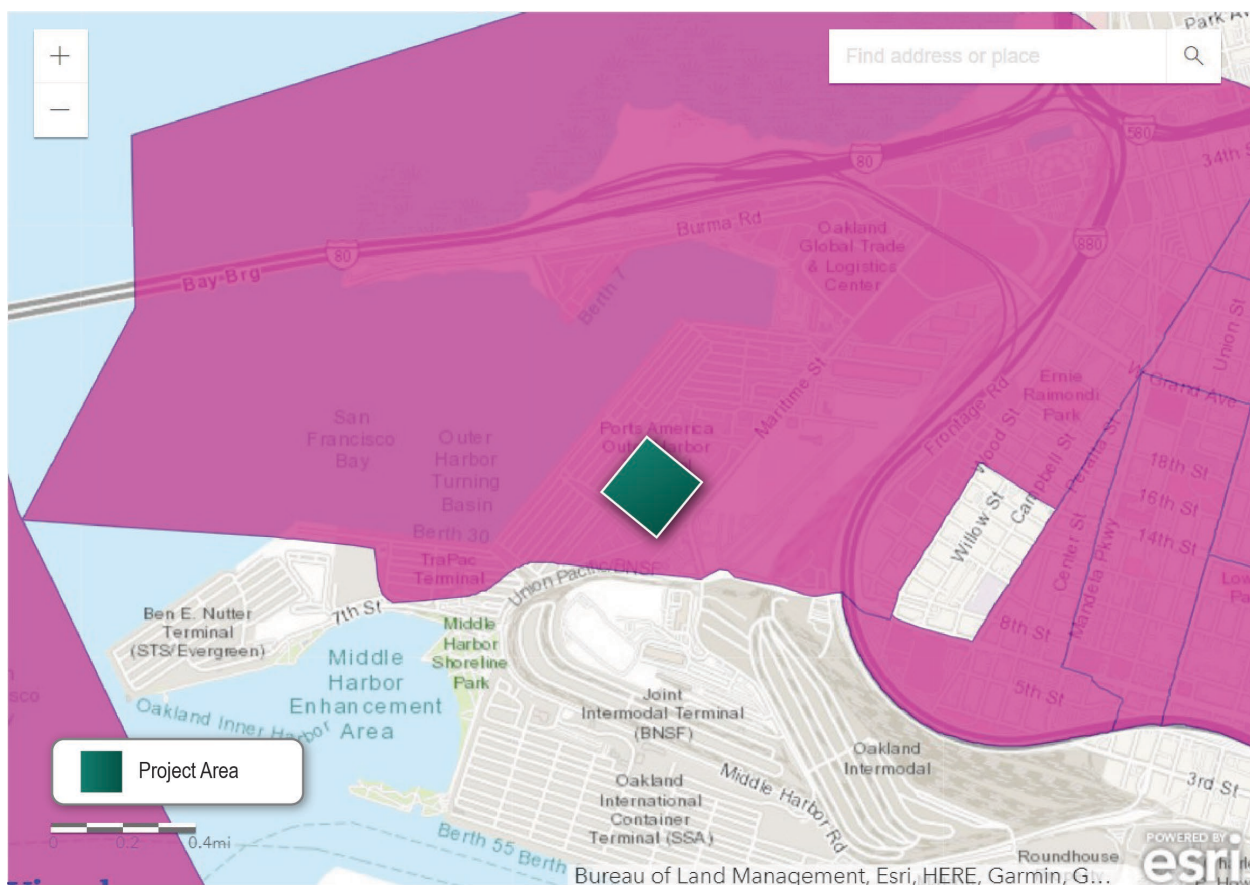 +
−
Find address or place
Park Av
580
80
34th S
Burma Rd
Oakland
Global Trade
& Logistics
Center
880
80
Bay Brg
Berth 7
Union St
Maritime St
W Grand Ave
Ernie
Raimondi
Park
Frontage Rd
Wood St
Campbell St
Peralta St
San
Francisco
Bay
Outer
Harbor
Turning
Basin
Ports America
18th St
16th St
14th St
Willow St
Center St
Mandela Pkwy
Berth 30
TraPac
Terminal
Union Pacific/BNSF
7th St
Ben E. Nutter
Terminal
(STS/Evergreen)
Middle
Harbor
Shoreline
Park
8th St
5th St
Middle
Harbor
Enhancement
Area
Oakland Inner Harbor
Joint
Intermodal Terminal
(BNSF)
Oakland
Intermodal
Middle Harbor Rd
3rd St
Oakland
International
Container
Terminal (SSA)
Project Area
0 0.2 0.4mi
Berth 55 Berth
Roundhouse
POWERED BY
esri
Bureau of Land Management, Esri, HERE, Garmin, G...